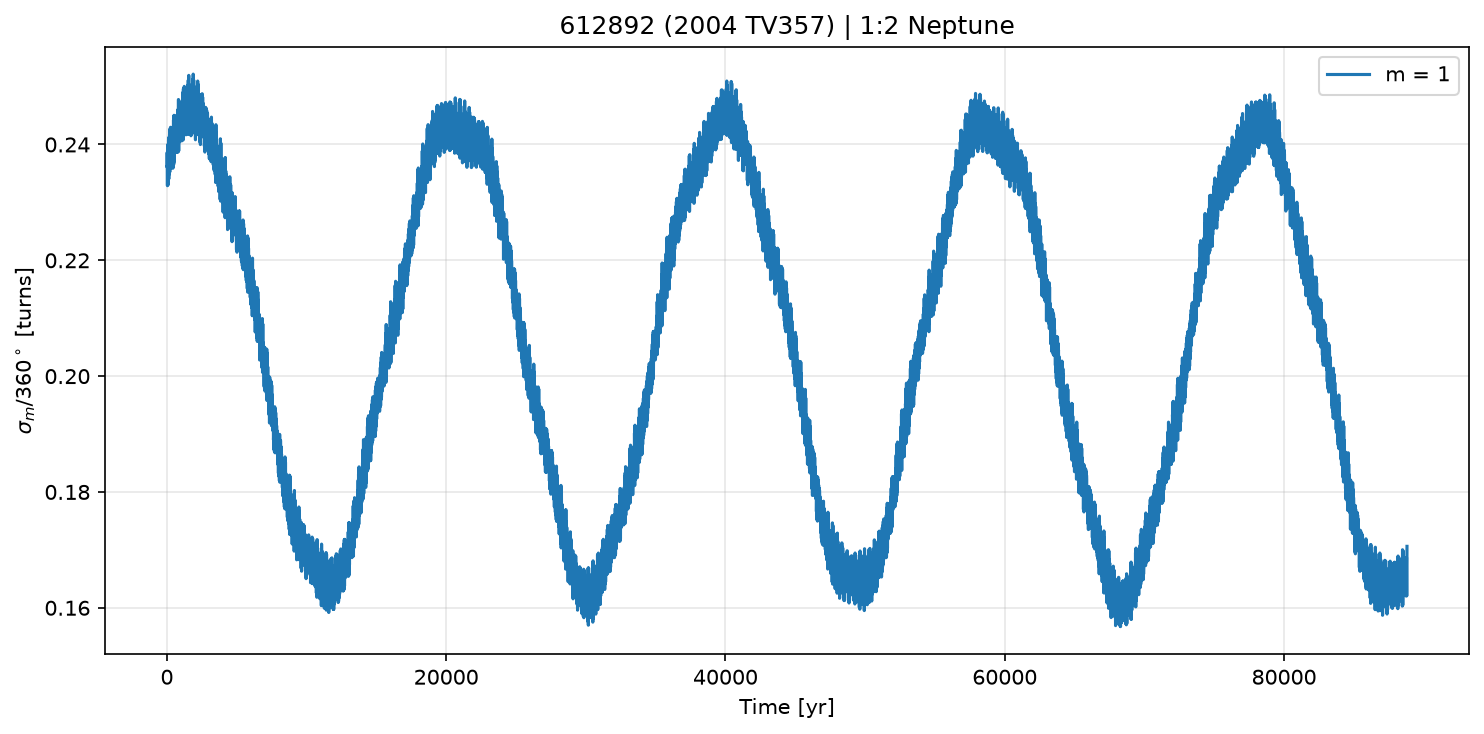 612892 (2004 TV357) | 1:2 Neptune
m = 1
σₘ/360° [turns]
0.24
0.22
0.20
0.18
0.16
0
20000
40000
60000
80000
Time [yr]